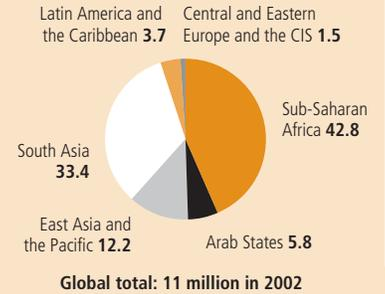 Latin America and
the Caribbean 3.7
Central and Eastern
Europe and the CIS 1.5
Sub-Saharan
Africa 42.8
South Asia
33.4
East Asia and
the Pacific 12.2
Arab States 5.8
Global total: 11 million in 2002